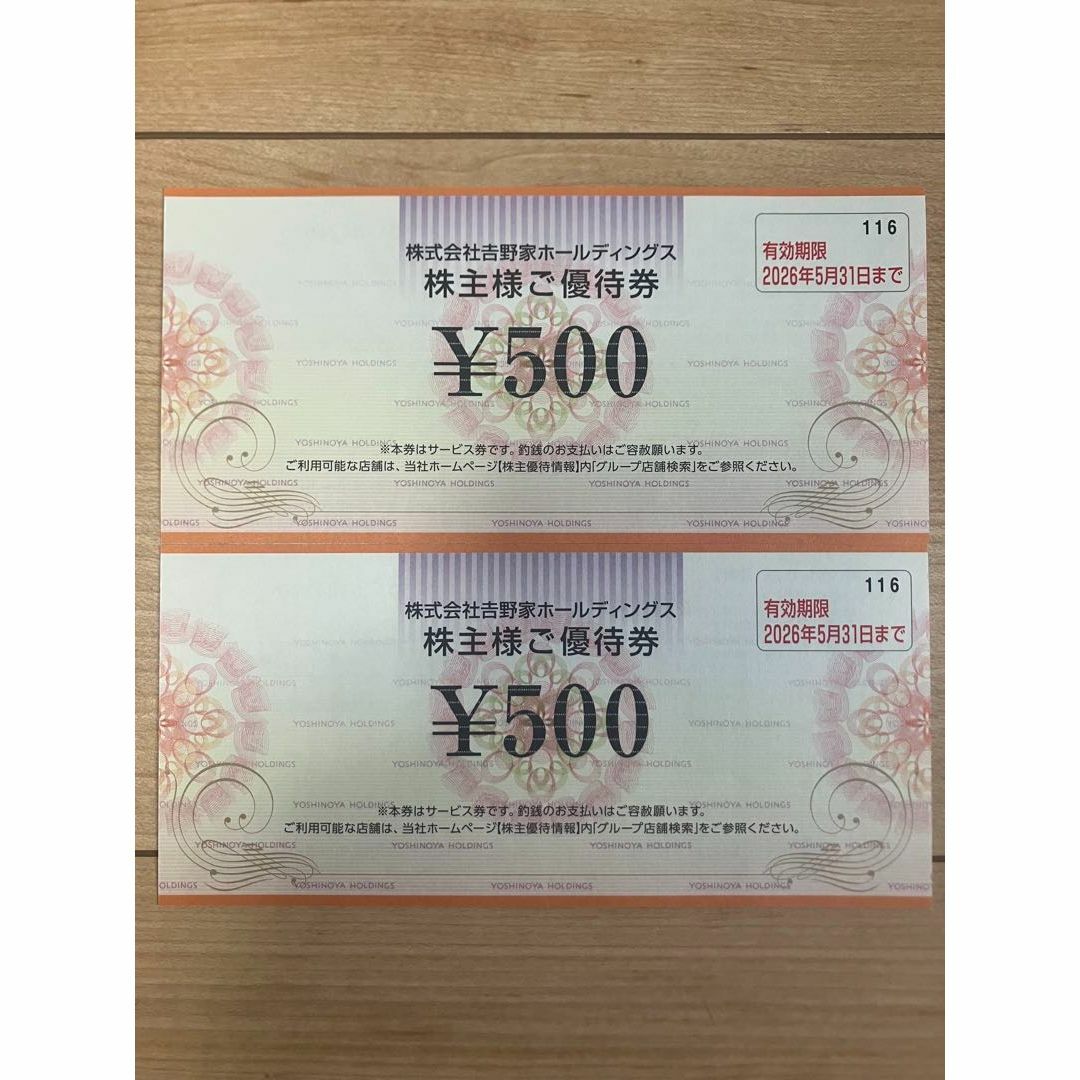 116
有効期限
2026年5月31日まで
株式会社𠮷野家ホールディングス
株主様ご優待券
¥500
※本券はサービス券です。釣銭のお支払いはご容赦願います。
ご利用可能な店舗は、当社ホームページ【株主優待情報】内「グループ店舗検索」をご参照ください。
YOSHINOYA HOLDINGS
116
有効期限
2026年5月31日まで
株式会社𠮷野家ホールディングス
株主様ご優待券
¥500
※本券はサービス券です。釣銭のお支払いはご容赦願います。
ご利用可能な店舗は、当社ホームページ【株主優待情報】内「グループ店舗検索」をご参照ください。
YOSHINOYA HOLDINGS